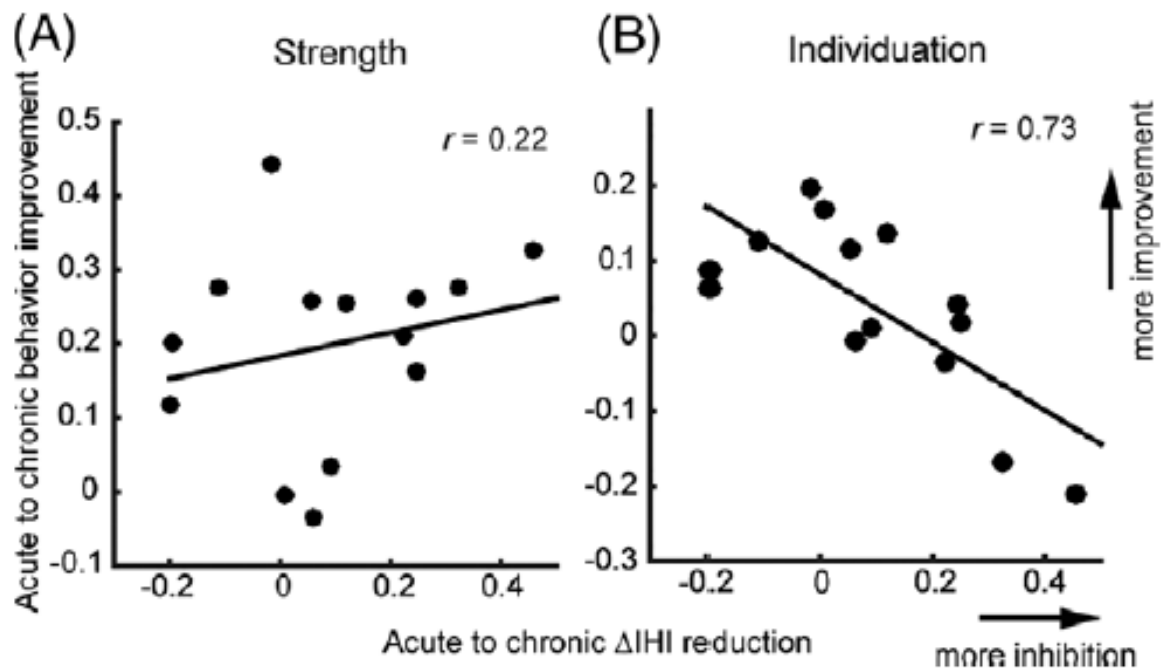 (A)
Strength
r = 0.22
Acute to chronic behavior improvement
0.5
0.4
0.3
0.2
0.1
0
-0.1
-0.2
0
0.2
0.4
(B)
Individuation
r = 0.73
0.2
0.1
0
-0.1
-0.2
-0.3
-0.2
0
0.2
0.4
more improvement
Acute to chronic ΔIHI reduction
more inhibition